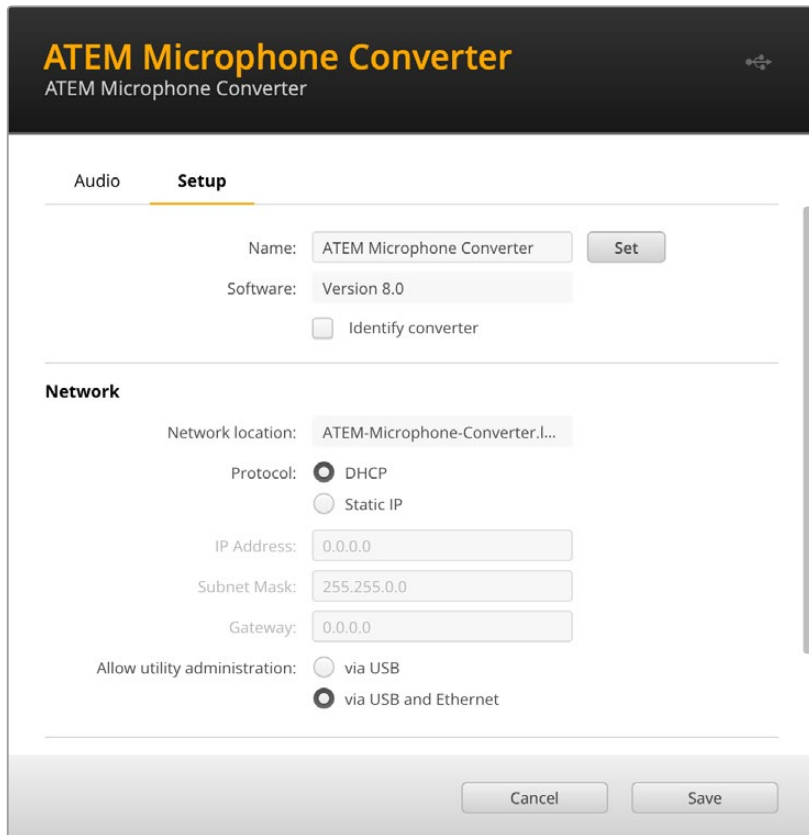 ATEM Microphone Converter
ATEM Microphone Converter
Audio Setup
Name: ATEM Microphone Converter Set
Software: Version 8.0
Identify converter
Network
Network location: ATEM-Microphone-Converter.l...
Protocol: DHCP
Static IP
IP Address: 0.0.0.0
Subnet Mask: 255.255.0.0
Gateway: 0.0.0.0
Allow utility administration: via USB
via USB and Ethernet
Cancel Save